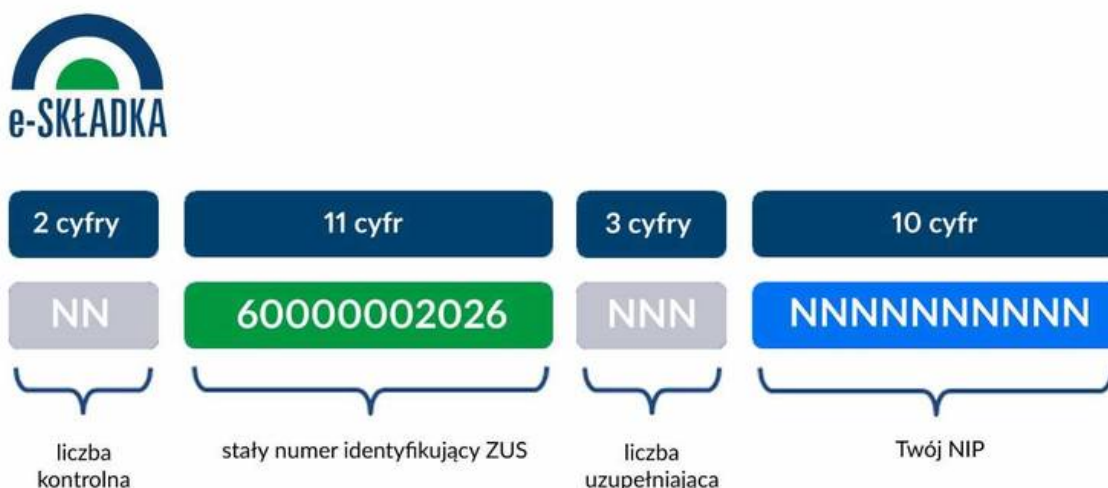 e-SKŁADKA
2 cyfry 11 cyfr 3 cyfry 10 cyfr
NN 60000002026 NNN NNNNNNNNNN
liczba kontrolna
stały numer identyfikujący ZUS
liczba uzupełniająca
Twój NIP